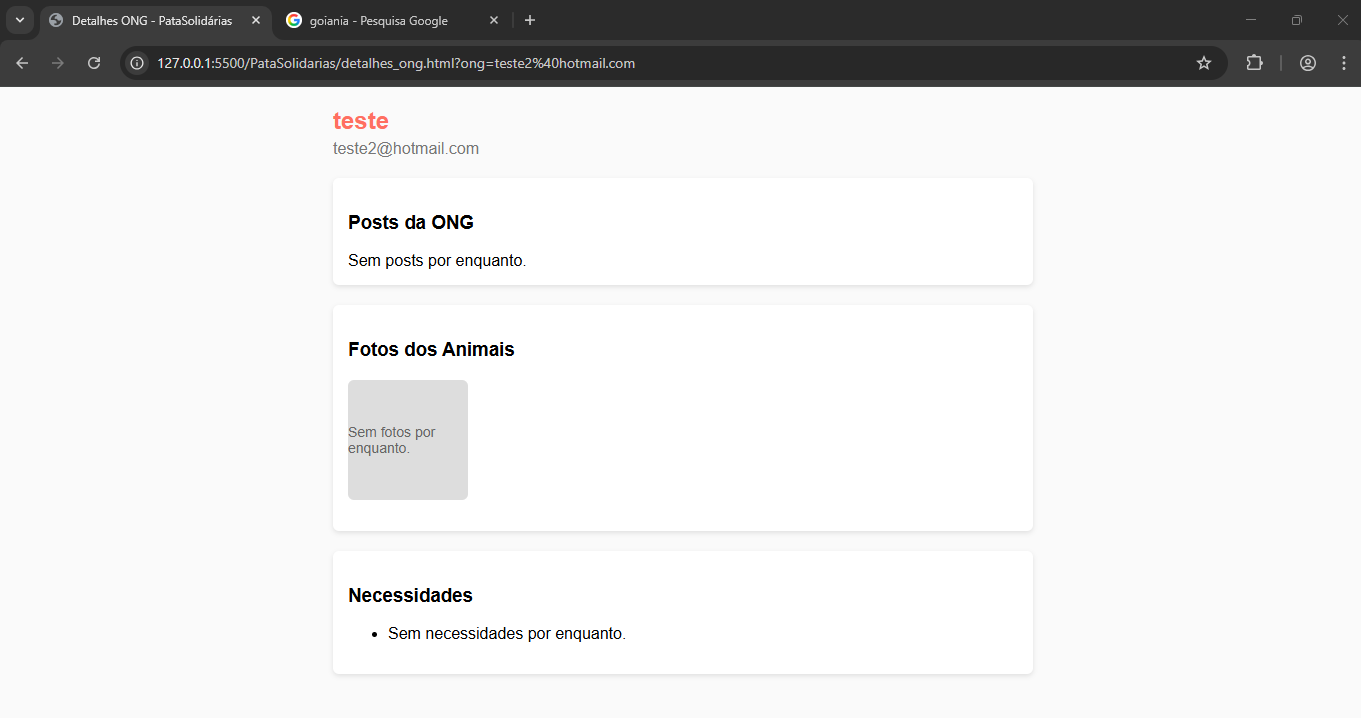 Detalhes ONG - PataSolidárias
goiania - Pesquisa Google
127.0.0.1:5500/PataSolidarias/detalhes_ong.html?ong=teste2%40hotmail.com
teste
teste2@hotmail.com
Posts da ONG
Sem posts por enquanto.
Fotos dos Animais
Sem fotos por
enquanto.
Necessidades
• Sem necessidades por enquanto.